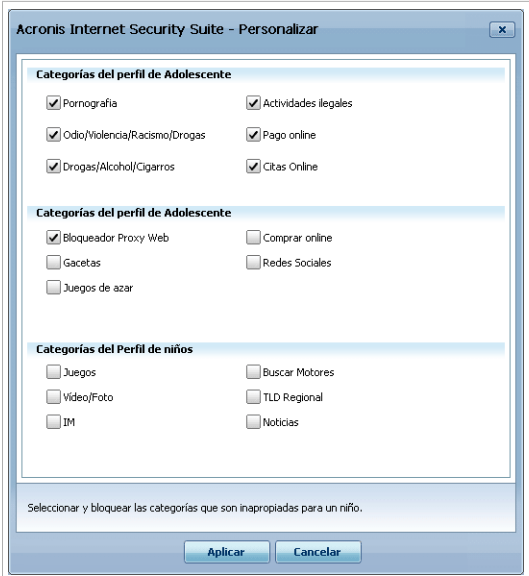 Acronis Internet Security Suite - Personalizar
Categorías del perfil de Adolescente
Pornografia Actividades ilegales
Odio/Violencia/Racismo/Drogas Pago online
Drogas/Alcohol/Cigarros Citas Online
Categorías del perfil de Adolescente
Bloqueador Proxy Web Comprar online
Gacetas Redes Sociales
Juegos de azar
Categorías del Perfil de niños
Juegos Buscar Motores
Vídeo/Foto TLD Regional
IM Noticias
Seleccionar y bloquear las categorías que son inapropiadas para un niño.
Aplicar Cancelar